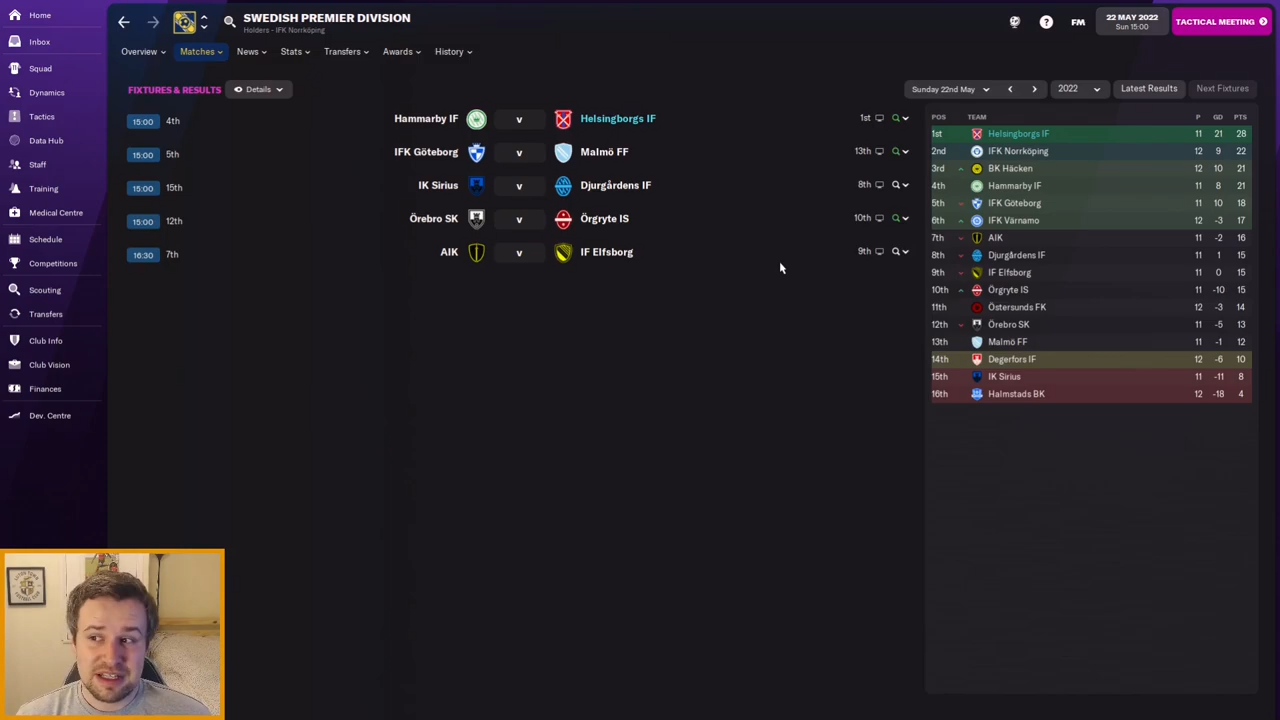 Home
Inbox
Squad
Dynamics
Tactics
Data Hub
Staff
Training
Medical Centre
Schedule
Competitions
Scouting
Transfers
Club Info
Club Vision
Finances
Dev. Centre
SWEDISH PREMIER DIVISION
Holders - IFK Norrköping
? FM 22 MAY 2022 Sun 15:00 TACTICAL MEETING
Overview Matches News Stats Transfers Awards History
FIXTURES & RESULTS Details Sunday 22nd May 2022 Latest Results Next Fixtures
15:00 4th Hammarby IF v Helsingborgs IF 1st
15:00 5th IFK Göteborg v Malmö FF 13th
15:00 15th IK Sirius v Djurgårdens IF 8th
15:00 12th Örebro SK v Örgryte IS 10th
16:30 7th AIK v IF Elfsborg 9th
POS TEAM P GD PTS
1st Helsingborgs IF 11 21 28
2nd IFK Norrköping 12 9 22
3rd BK Häcken 12 10 21
4th Hammarby IF 11 8 21
5th IFK Göteborg 11 10 18
6th IFK Värnamo 12 -3 17
7th AIK 11 -2 16
8th Djurgårdens IF 11 1 15
9th IF Elfsborg 11 0 15
10th Örgryte IS 11 -10 15
11th Östersunds FK 12 -3 14
12th Örebro SK 11 -5 13
13th Malmö FF 11 -1 12
14th Degerfors IF 12 -6 10
15th IK Sirius 11 -11 8
16th Halmstads BK 12 -18 4